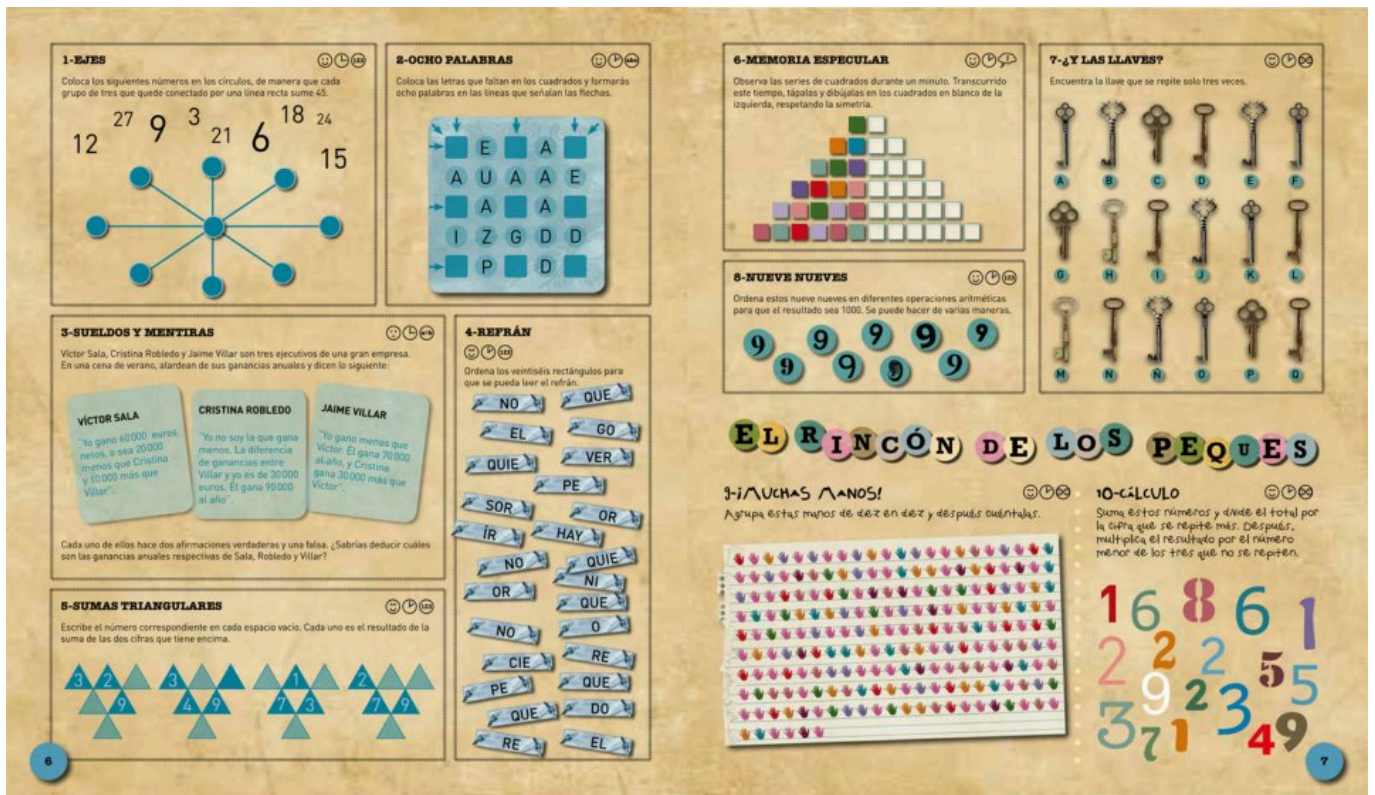 1-EJES
Coloca los siguientes números en los círculos, de manera que cada
grupo de tres que quede conectado por una línea recta sume 45.
12 27 9 3 21 6 18 24 15
2-OCHO PALABRAS
Coloca las letras que faltan en los cuadrados y formarás
ocho palabras en las líneas que señalan las flechas.
E A
A U A A E
A A
I Z G D D
P D
3-SUELDOS Y MENTIRAS
Víctor Sala, Cristina Robledo y Jaime Villar son tres ejecutivos de una gran empresa.
En una cena de verano, alardean de sus ganancias anuales y dicen lo siguiente:
VÍCTOR SALA
"Yo gano 60000 euros
netos, o sea 20000
menos que Cristina
y 10000 más que
Villar".
CRISTINA ROBLEDO
"Yo no soy la que gana
menos. La diferencia
de ganancias entre
Villar y yo es de 30000
euros. Él gana 90000
al año".
JAIME VILLAR
"Yo gano menos que
Víctor. Él gana 70000
al año, y Cristina
gana 30000 más que
Víctor".
Cada uno de ellos hace dos afirmaciones verdaderas y una falsa. ¿Sabrías deducir cuáles
son las ganancias anuales respectivas de Sala, Robledo y Villar?
4-REFRÁN
Ordena los veintiséis rectángulos para
que se pueda leer el refrán.
NO
QUE
EL
GO
QUIE
VER
PE
SOR
OR
ÍR
HAY
NO
QUIE
NI
OR
QUE
NO
O
CIE
RE
PE
QUE
QUE
DO
RE
EL
5-SUMAS TRIANGULARES
Escribe el número correspondiente en cada espacio vacío. Cada uno es el resultado de la
suma de las dos cifras que tiene encima.
3 2 3 1 2
9 4 9 7 3 7 9
6
6-MEMORIA ESPECULAR
Observa las series de cuadrados durante un minuto. Transcurrido
este tiempo, tápalas y dibújalas en los cuadrados en blanco de la
izquierda, respetando la simetría.
7-¿Y LAS LLAVES?
Encuentra la llave que se repite solo tres veces.
A B C D E F
G H I J K L
M N Ñ O P Q
8-NUEVE NUEVES
Ordena estos nueve nueves en diferentes operaciones aritméticas
para que el resultado sea 1000. Se puede hacer de varias maneras.
9 9 9 9 9
9 9 9 9
EL RINCÓN DE LOS PEQUES
9-¡MUCHAS MANOS!
Agrupa estas manos de diez en diez y después cuéntalas.
10-CÁLCULO
Suma estos números y divide el total por
la cifra que se repite más. Después,
multiplica el resultado por el número
menor de los tres que no se repiten.
1 6 8 6 1
2 2 2 5 5
9 2 3
3 7 1 4 9
7